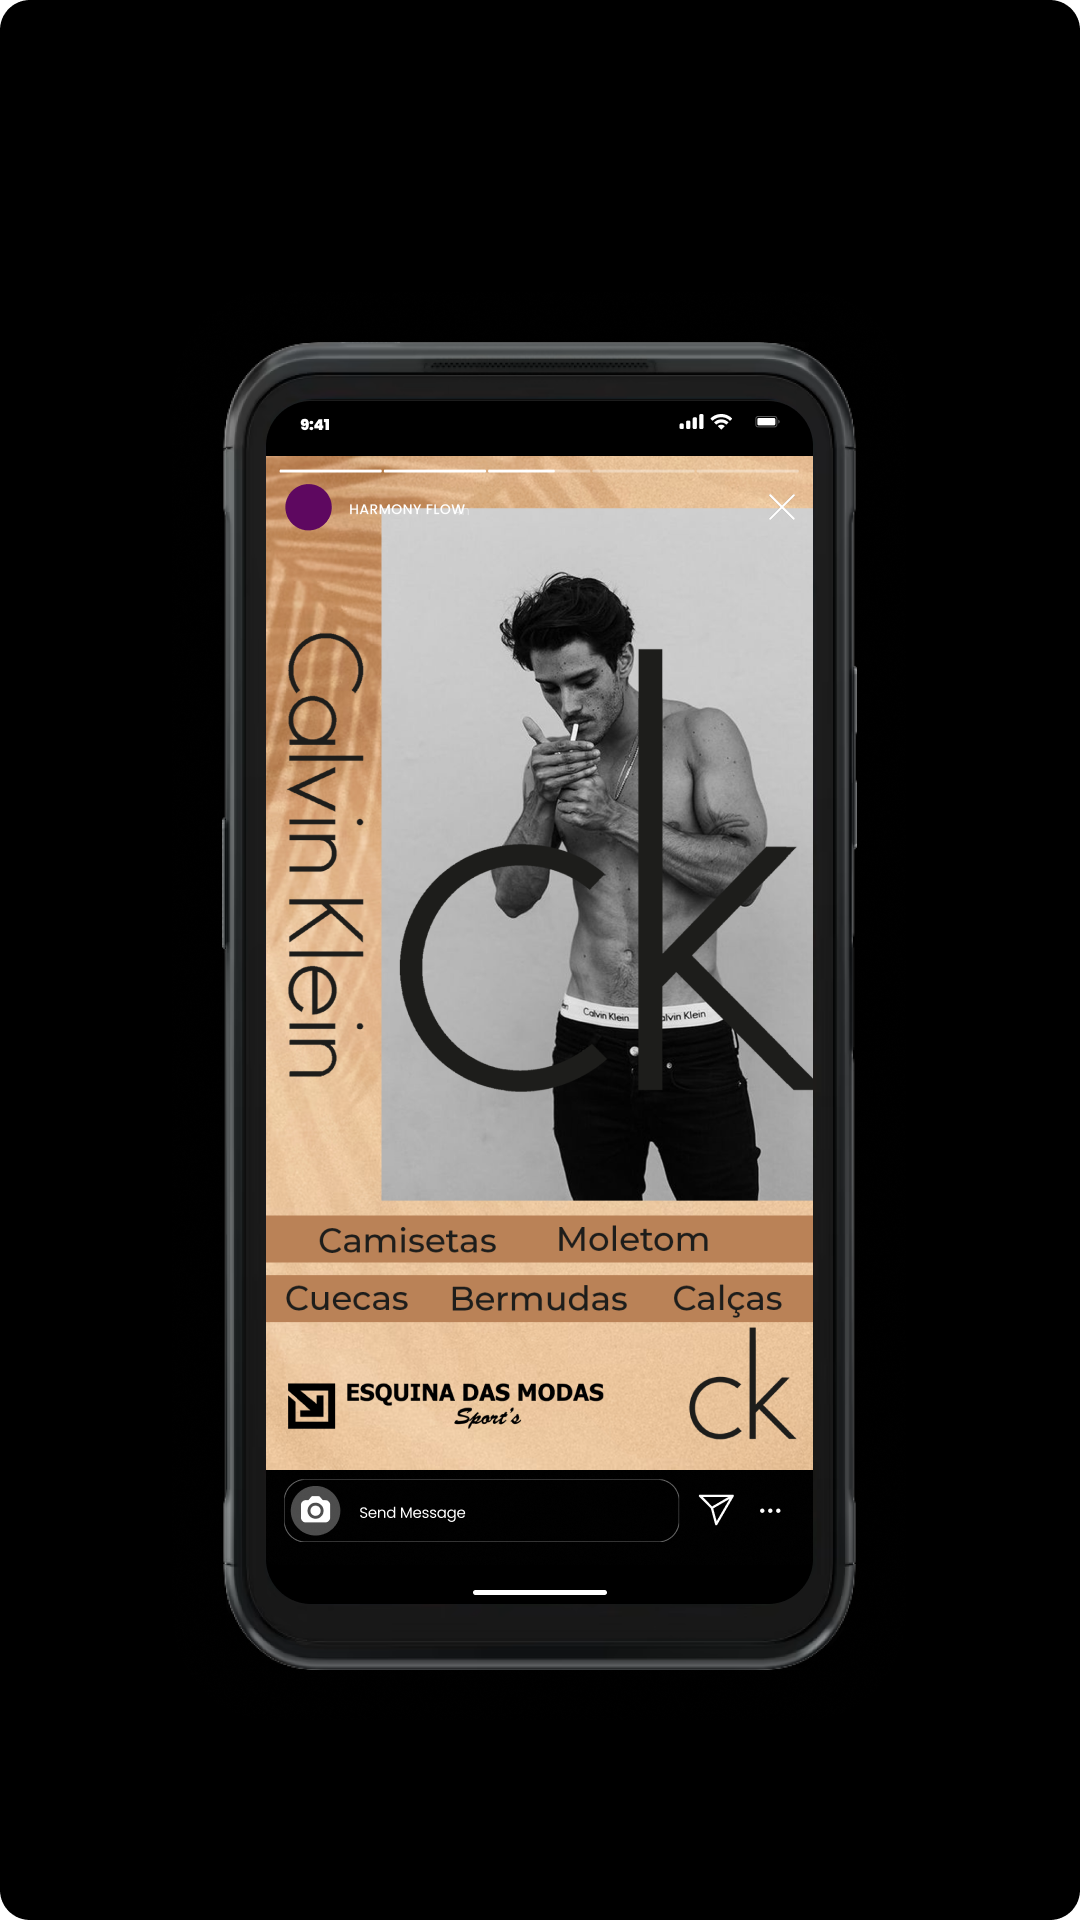 9:41
HARMONY FLOW
Calvin Klein
ck
Calvin Klein
alvin Klein
Camisetas Moletom
Cuecas Bermudas Calças
ESQUINA DAS MODAS
Sport's
ck
Send Message